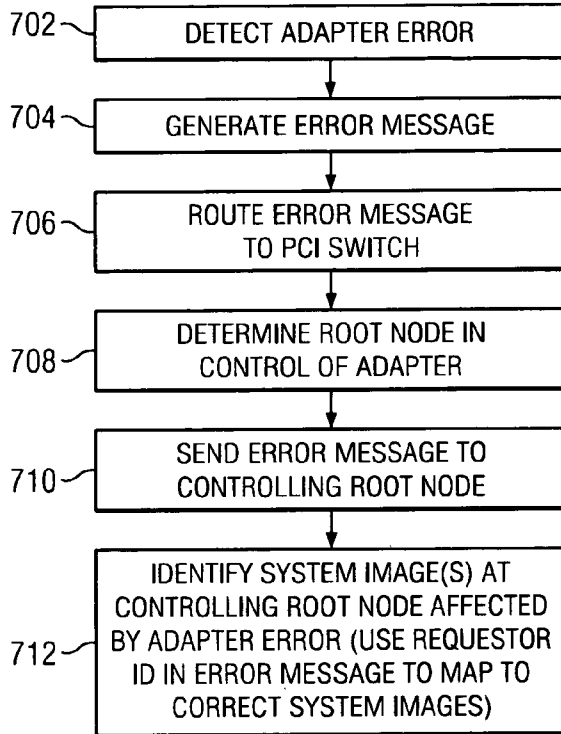 702
DETECT ADAPTER ERROR
704
GENERATE ERROR MESSAGE
706
ROUTE ERROR MESSAGE
TO PCI SWITCH
708
DETERMINE ROOT NODE IN
CONTROL OF ADAPTER
710
SEND ERROR MESSAGE TO
CONTROLLING ROOT NODE
712
IDENTIFY SYSTEM IMAGE(S) AT
CONTROLLING ROOT NODE AFFECTED
BY ADAPTER ERROR (USE REQUESTOR
ID IN ERROR MESSAGE TO MAP TO
CORRECT SYSTEM IMAGES)